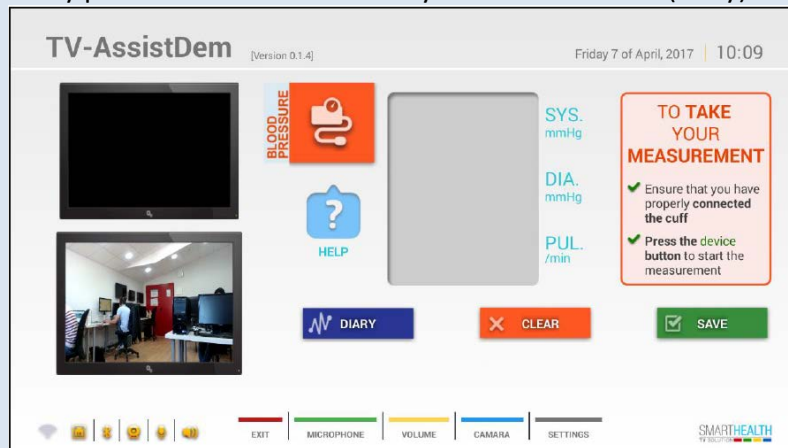 TV-AssistDem
[Version 0.1.4]
Friday 7 of April, 2017
10:09
BLOOD
PRESSURE
HELP
SYS.
mmHg
DIA.
mmHg
PUL.
/min
TO TAKE
YOUR
MEASUREMENT
Ensure that you have
properly connected
the cuff
Press the device
button to start the
measurement
DIARY
CLEAR
SAVE
EXIT
MICROPHONE
VOLUME
CAMARA
SETTINGS
SMARTHEALTH
TV SOLUTION